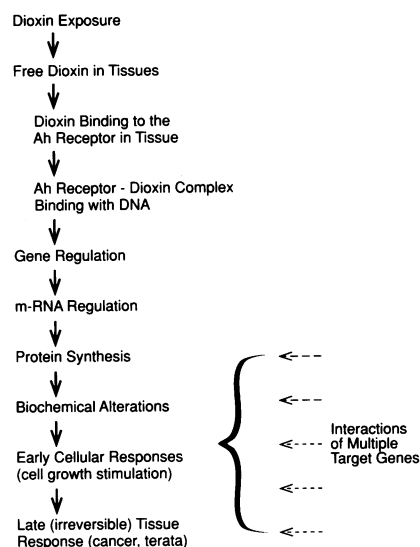 Dioxin Exposure
Free Dioxin in Tissues
Dioxin Binding to the
Ah Receptor in Tissue
Ah Receptor - Dioxin Complex
Binding with DNA
Gene Regulation
m-RNA Regulation
Protein Synthesis
Biochemical Alterations
Early Cellular Responses
(cell growth stimulation)
Late (irreversible) Tissue
Response (cancer, terata)
Interactions
of Multiple
Target Genes